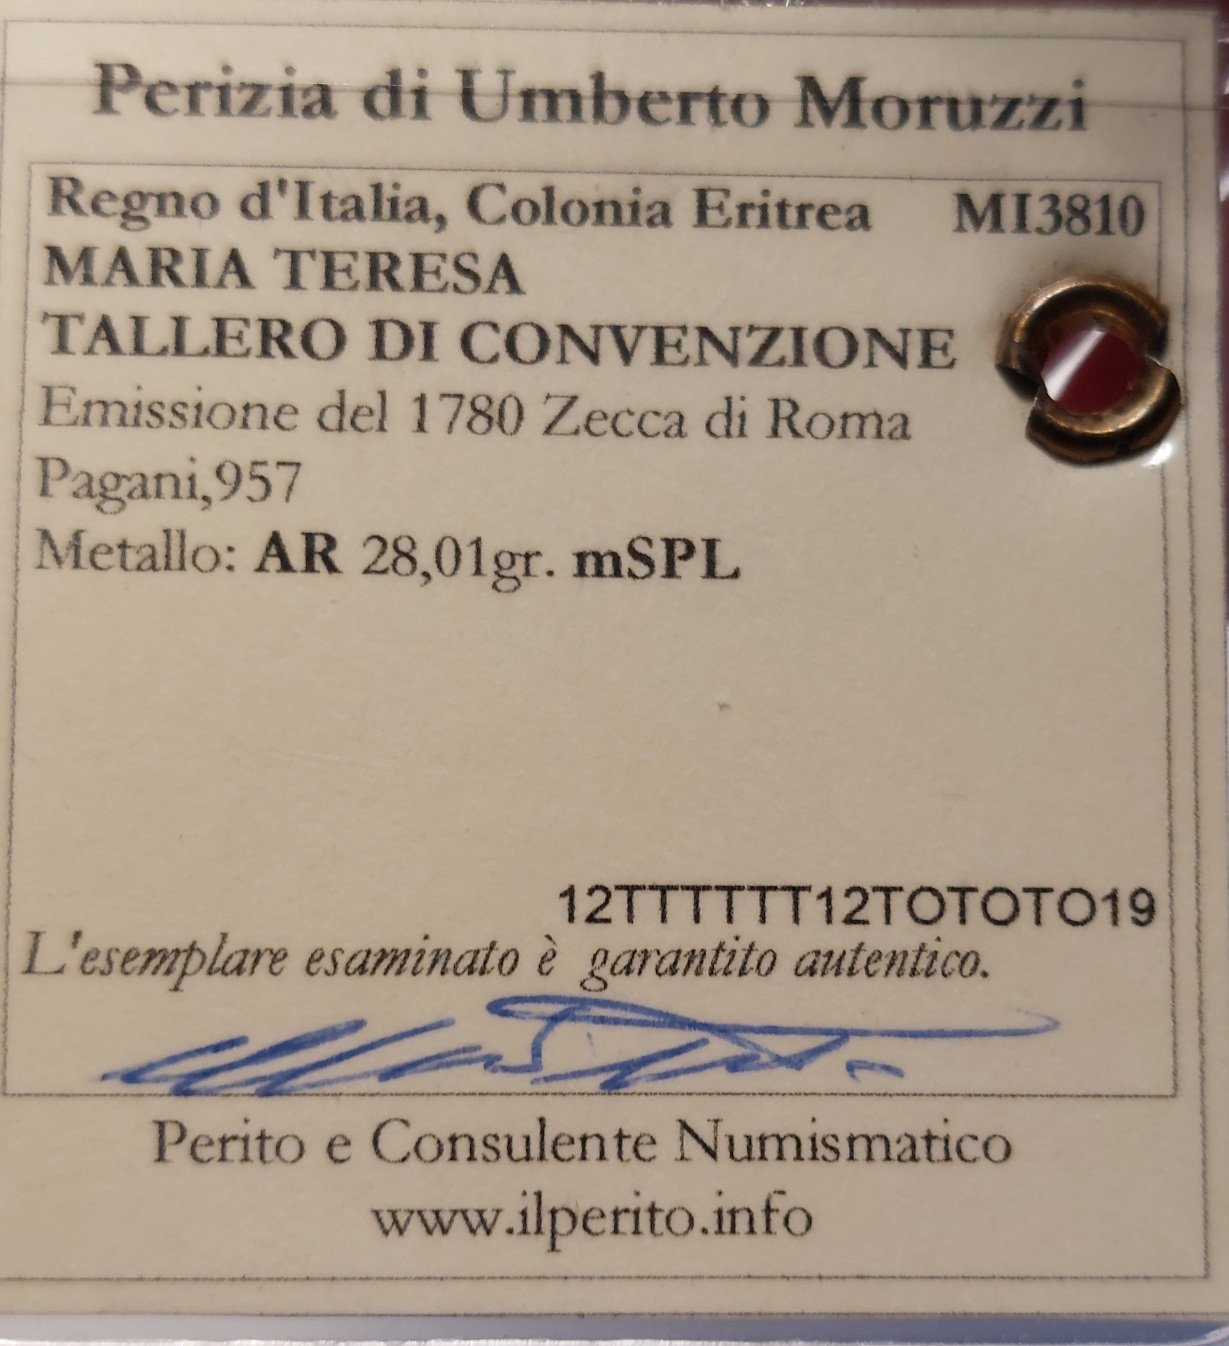 Perizia di Umberto Moruzzi
Regno d'Italia, Colonia Eritrea MI3810
MARIA TERESA
TALLERO DI CONVENZIONE
Emissione del 1780 Zecca di Roma
Pagani,957
Metallo: AR 28,01gr. mSPL
12TTTTTT12TOTOTO19
L'esemplare esaminato è garantito autentico.
Perito e Consulente Numismatico
www.ilperito.info